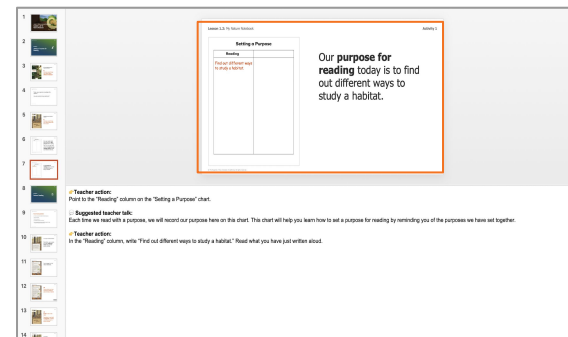 1
2
3
4
5
6
7
8
9
10
11
12
13
14
Lesson 1.2: My Nature Notebook
Activity 1
Setting a Purpose
Reading
Find out different ways
to study a habitat.
Our purpose for
reading today is to find
out different ways to
study a habitat.
Teacher action:
Point to the "Reading" column on the "Setting a Purpose" chart.
Suggested teacher talk:
Each time we read with a purpose, we will record our purpose here on this chart. This chart will help you learn how to set a purpose for reading by reminding you of the purposes we have set together.
Teacher action:
In the "Reading" column, write "Find out different ways to study a habitat." Read what you have just written aloud.